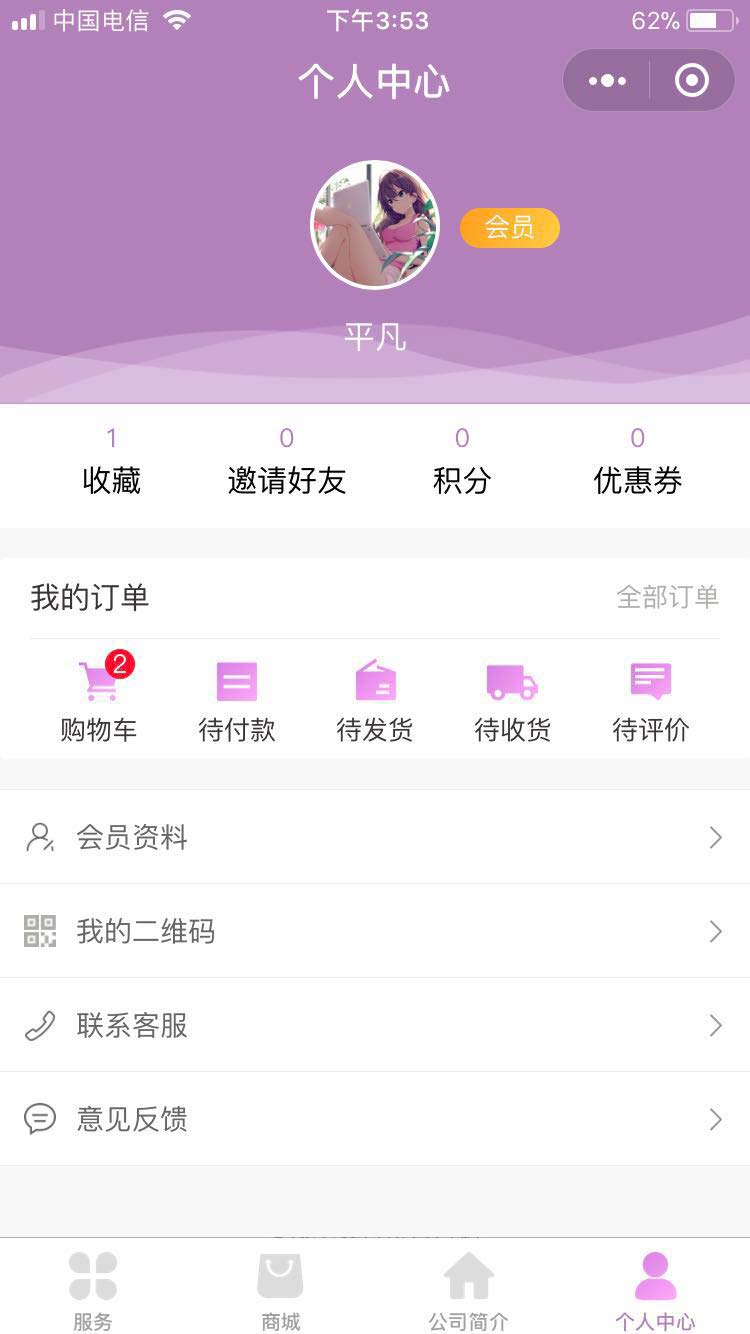 中国电信 下午3:53 62%
个人中心
会员
平凡
1 0 0 0
收藏 邀请好友 积分 优惠券
我的订单 全部订单
2
购物车 待付款 待发货 待收货 待评价
会员资料
我的二维码
联系客服
意见反馈
服务 商城 公司简介 个人中心